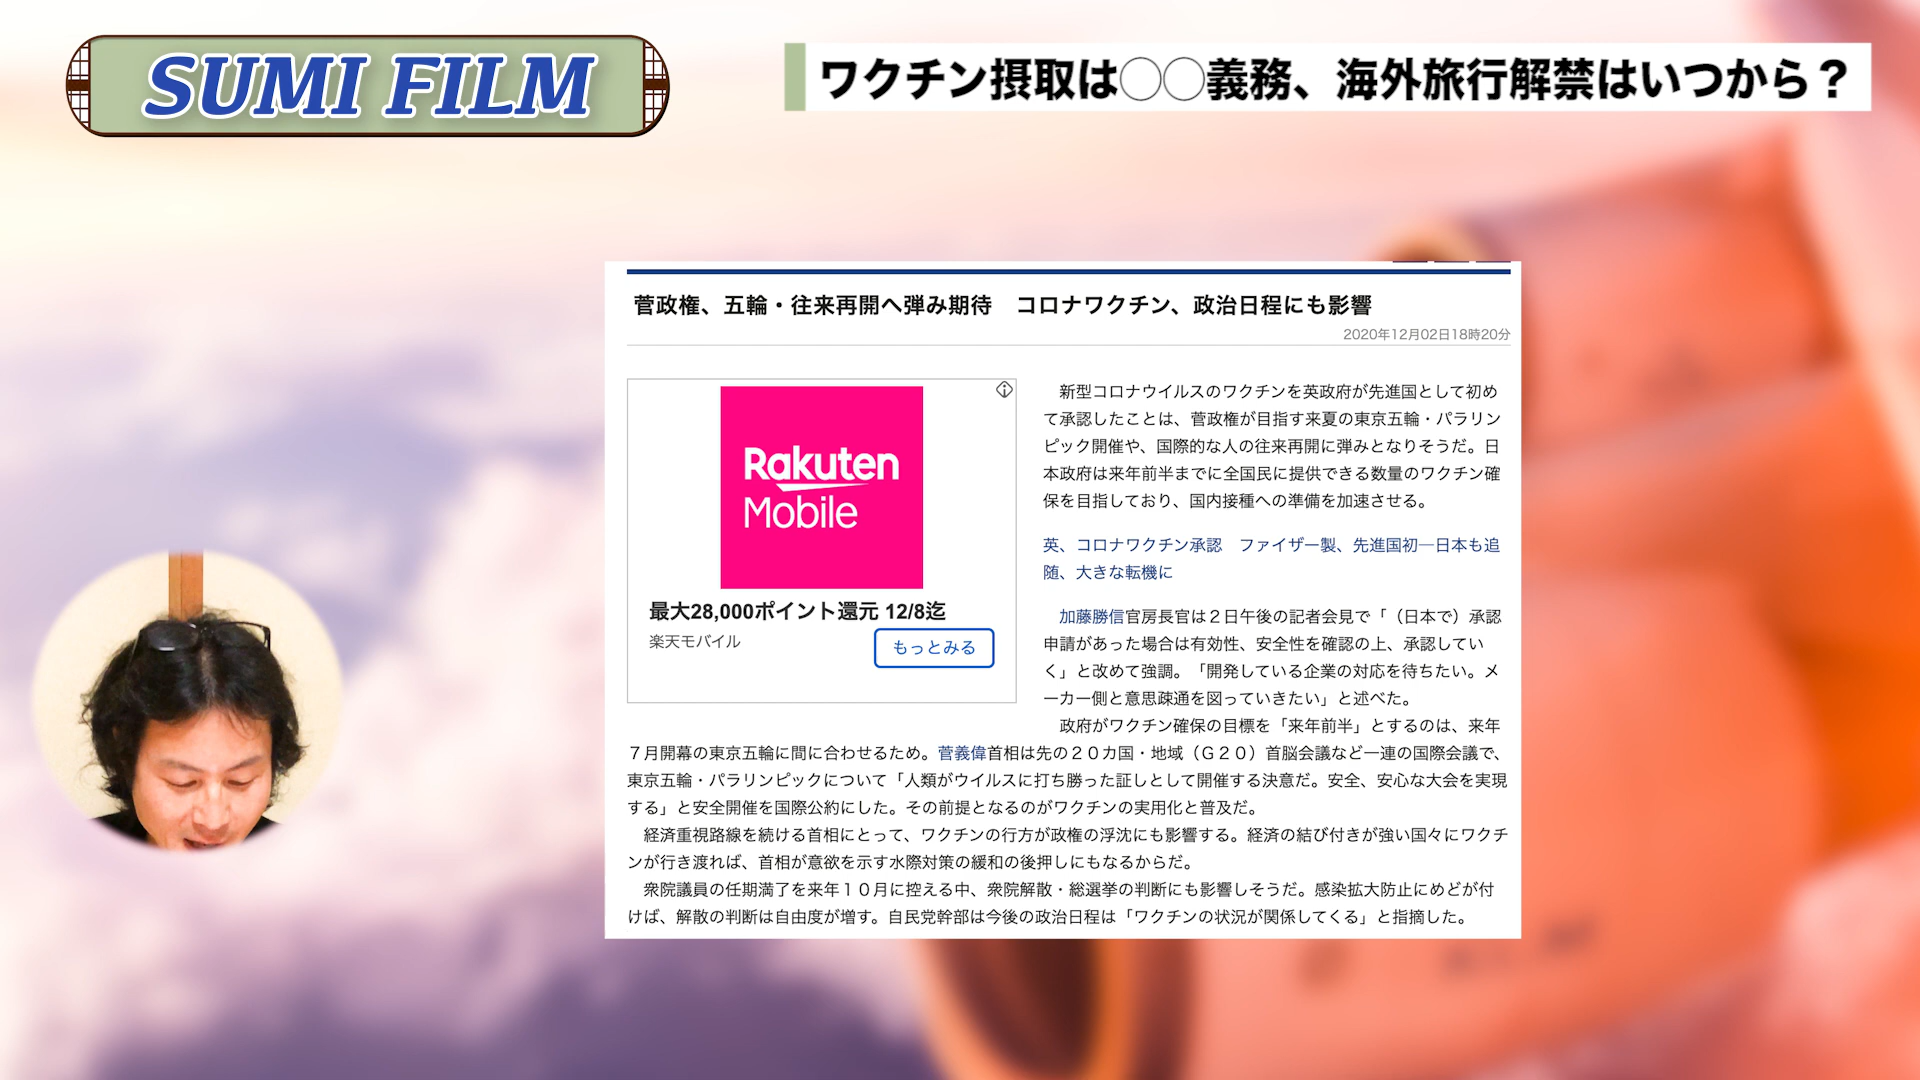 SUMI FILM
ワクチン摂取は◯◯義務、海外旅行解禁はいつから？
菅政権、五輪・往来再開へ弾み期待　コロナワクチン、政治日程にも影響
2020年12月02日18時20分
Rakuten
Mobile
最大28,000ポイント還元 12/8迄
楽天モバイル
もっとみる
新型コロナウイルスのワクチンを英政府が先進国として初め
て承認したことは、菅政権が目指す来夏の東京五輪・パラリン
ピック開催や、国際的な人の往来再開に弾みとなりそうだ。日
本政府は来年前半までに全国民に提供できる数量のワクチン確
保を目指しており、国内接種への準備を加速させる。
英、コロナワクチン承認　ファイザー製、先進国初―日本も追
随、大きな転機に
加藤勝信官房長官は２日午後の記者会見で「（日本で）承認
申請があった場合は有効性、安全性を確認の上、承認してい
く」と改めて強調。「開発している企業の対応を待ちたい。メ
ーカー側と意思疎通を図っていきたい」と述べた。
政府がワクチン確保の目標を「来年前半」とするのは、来年
７月開幕の東京五輪に間に合わせるため。菅義偉首相は先の２０カ国・地域（Ｇ２０）首脳会議など一連の国際会議で、
東京五輪・パラリンピックについて「人類がウイルスに打ち勝った証しとして開催する決意だ。安全、安心な大会を実現
する」と安全開催を国際公約にした。その前提となるのがワクチンの実用化と普及だ。
経済重視路線を続ける首相にとって、ワクチンの行方が政権の浮沈にも影響する。経済の結び付きが強い国々にワクチ
ンが行き渡れば、首相が意欲を示す水際対策の緩和の後押しにもなるからだ。
衆院議員の任期満了を来年１０月に控える中、衆院解散・総選挙の判断にも影響しそうだ。感染拡大防止にめどが付
けば、解散の判断は自由度が増す。自民党幹部は今後の政治日程は「ワクチンの状況が関係してくる」と指摘した。